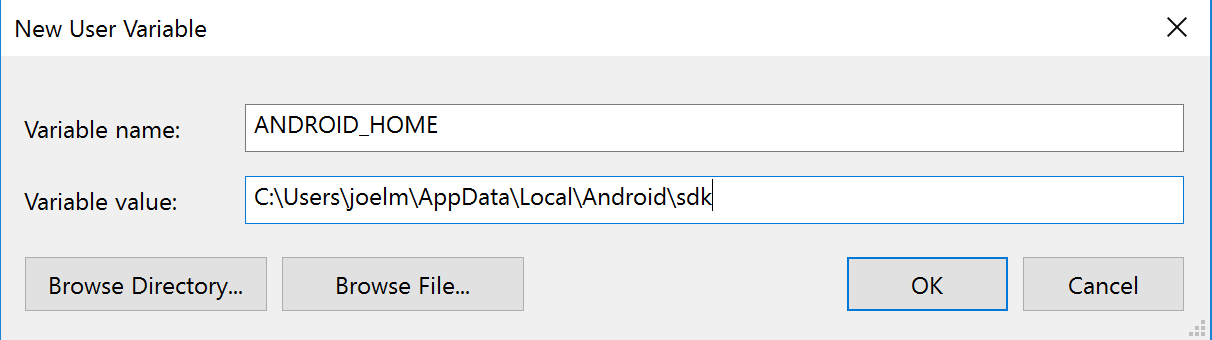 New User Variable
Variable name:
ANDROID_HOME
Variable value:
C:\Users\joelm\AppData\Local\Android\sdk
Browse Directory...
Browse File...
OK
Cancel